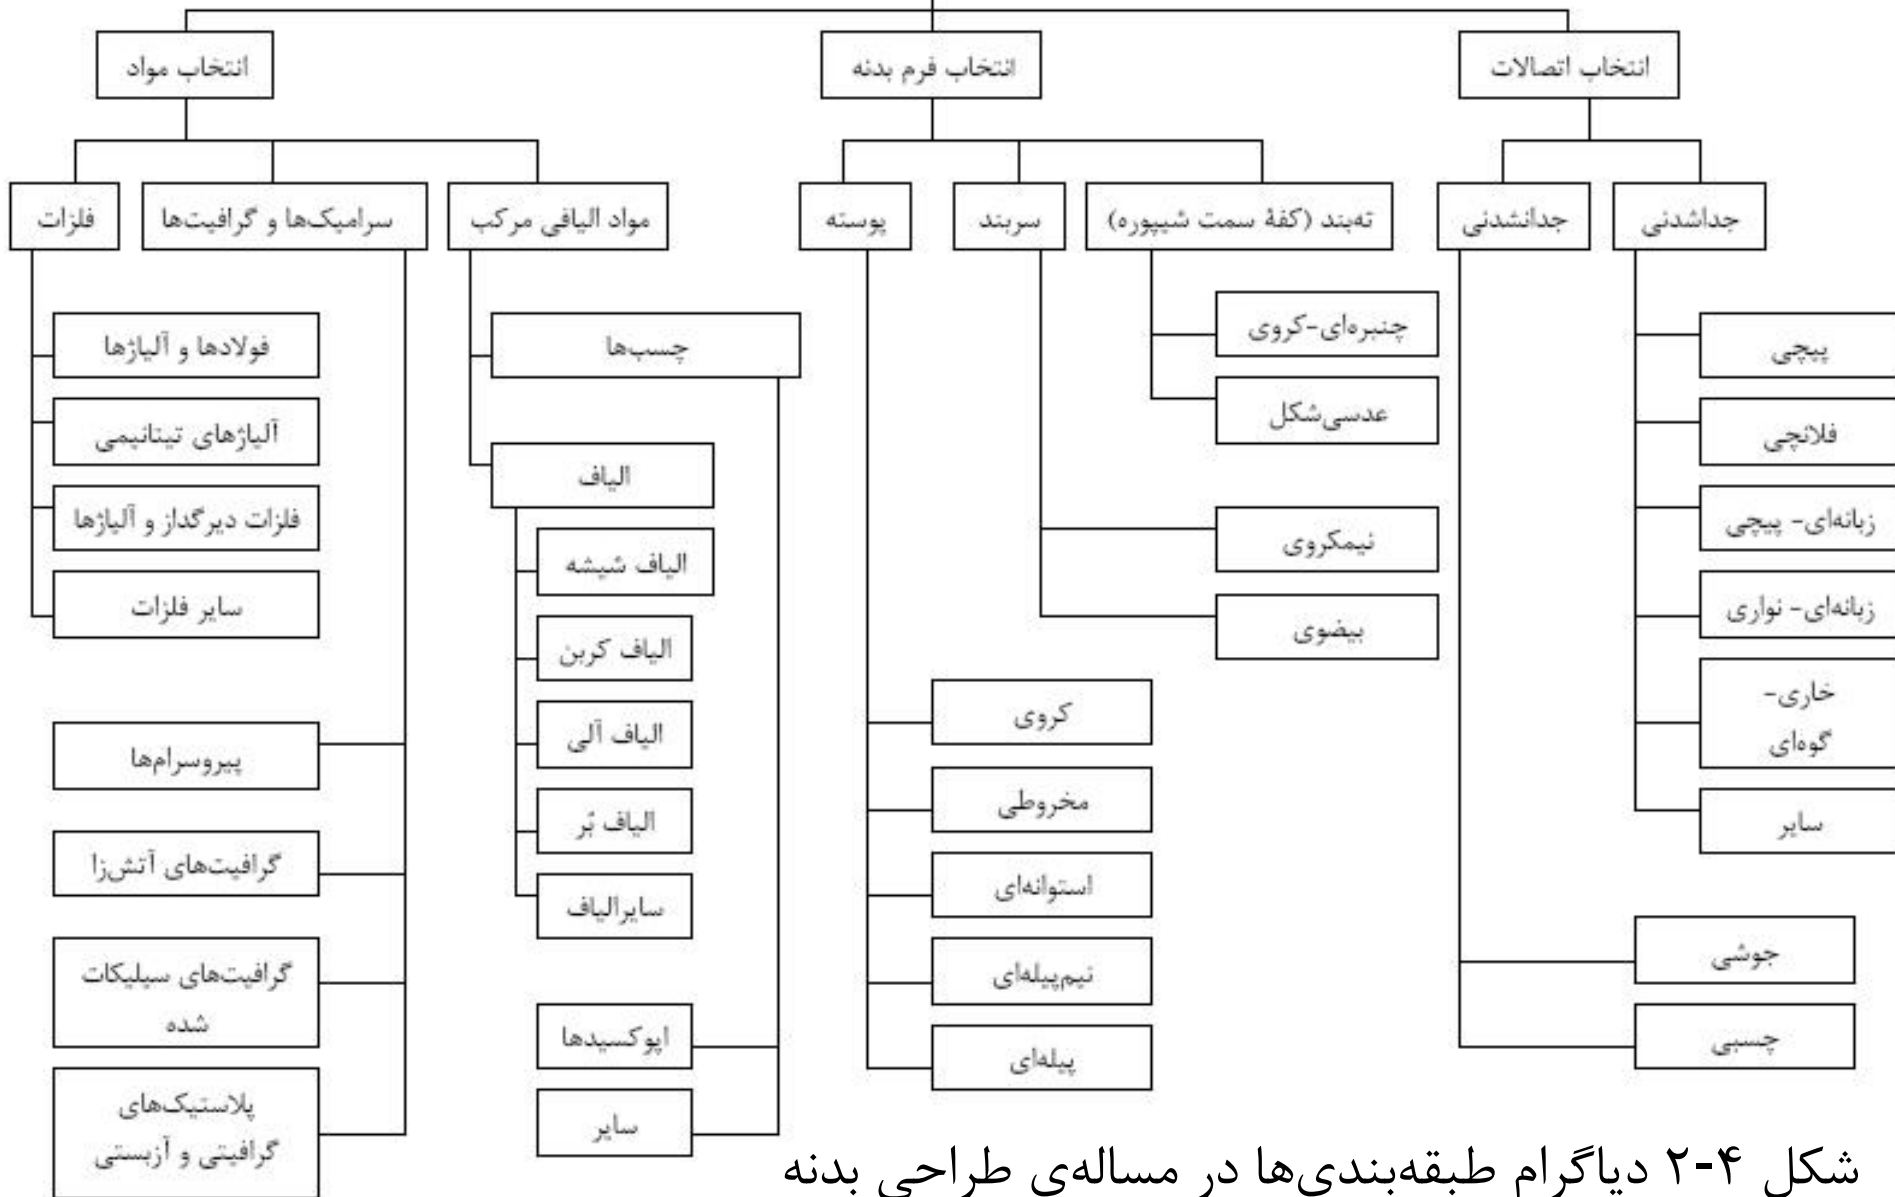 انتخاب اتصالات
انتخاب فرم بدنه
انتخاب مواد
جداشدنی
جدانشدنی
ته‌بند (کفهٔ سمت شیپوره)
سربند
پوسته
مواد الیافی مرکب
سرامیک‌ها و گرافیت‌ها
فلزات
پیچی
فلانچی
زبانه‌ای- پیچی
زبانه‌ای- نواری
خاری-
گوه‌ای
سایر
جوشی
چسبی
چنبره‌ای-کروی
عدسی‌شکل
نیمکروی
بیضوی
کروی
مخروطی
استوانه‌ای
نیم‌پیله‌ای
پیله‌ای
چسب‌ها
الیاف
الیاف شیشه
الیاف کربن
الیاف آلی
الیاف بُر
سایرالیاف
اپوکسیدها
سایر
فولادها و آلیاژها
آلیاژهای تیتانیمی
فلزات دیرگداز و آلیاژها
سایر فلزات
پیروسرام‌ها
گرافیت‌های آتش‌زا
گرافیت‌های سیلیکات
شده
پلاستیک‌های
گرافیتی و آزبستی
شکل ۴-۲ دیاگرام طبقه‌بندی‌ها در مساله‌ی طراحی بدنه